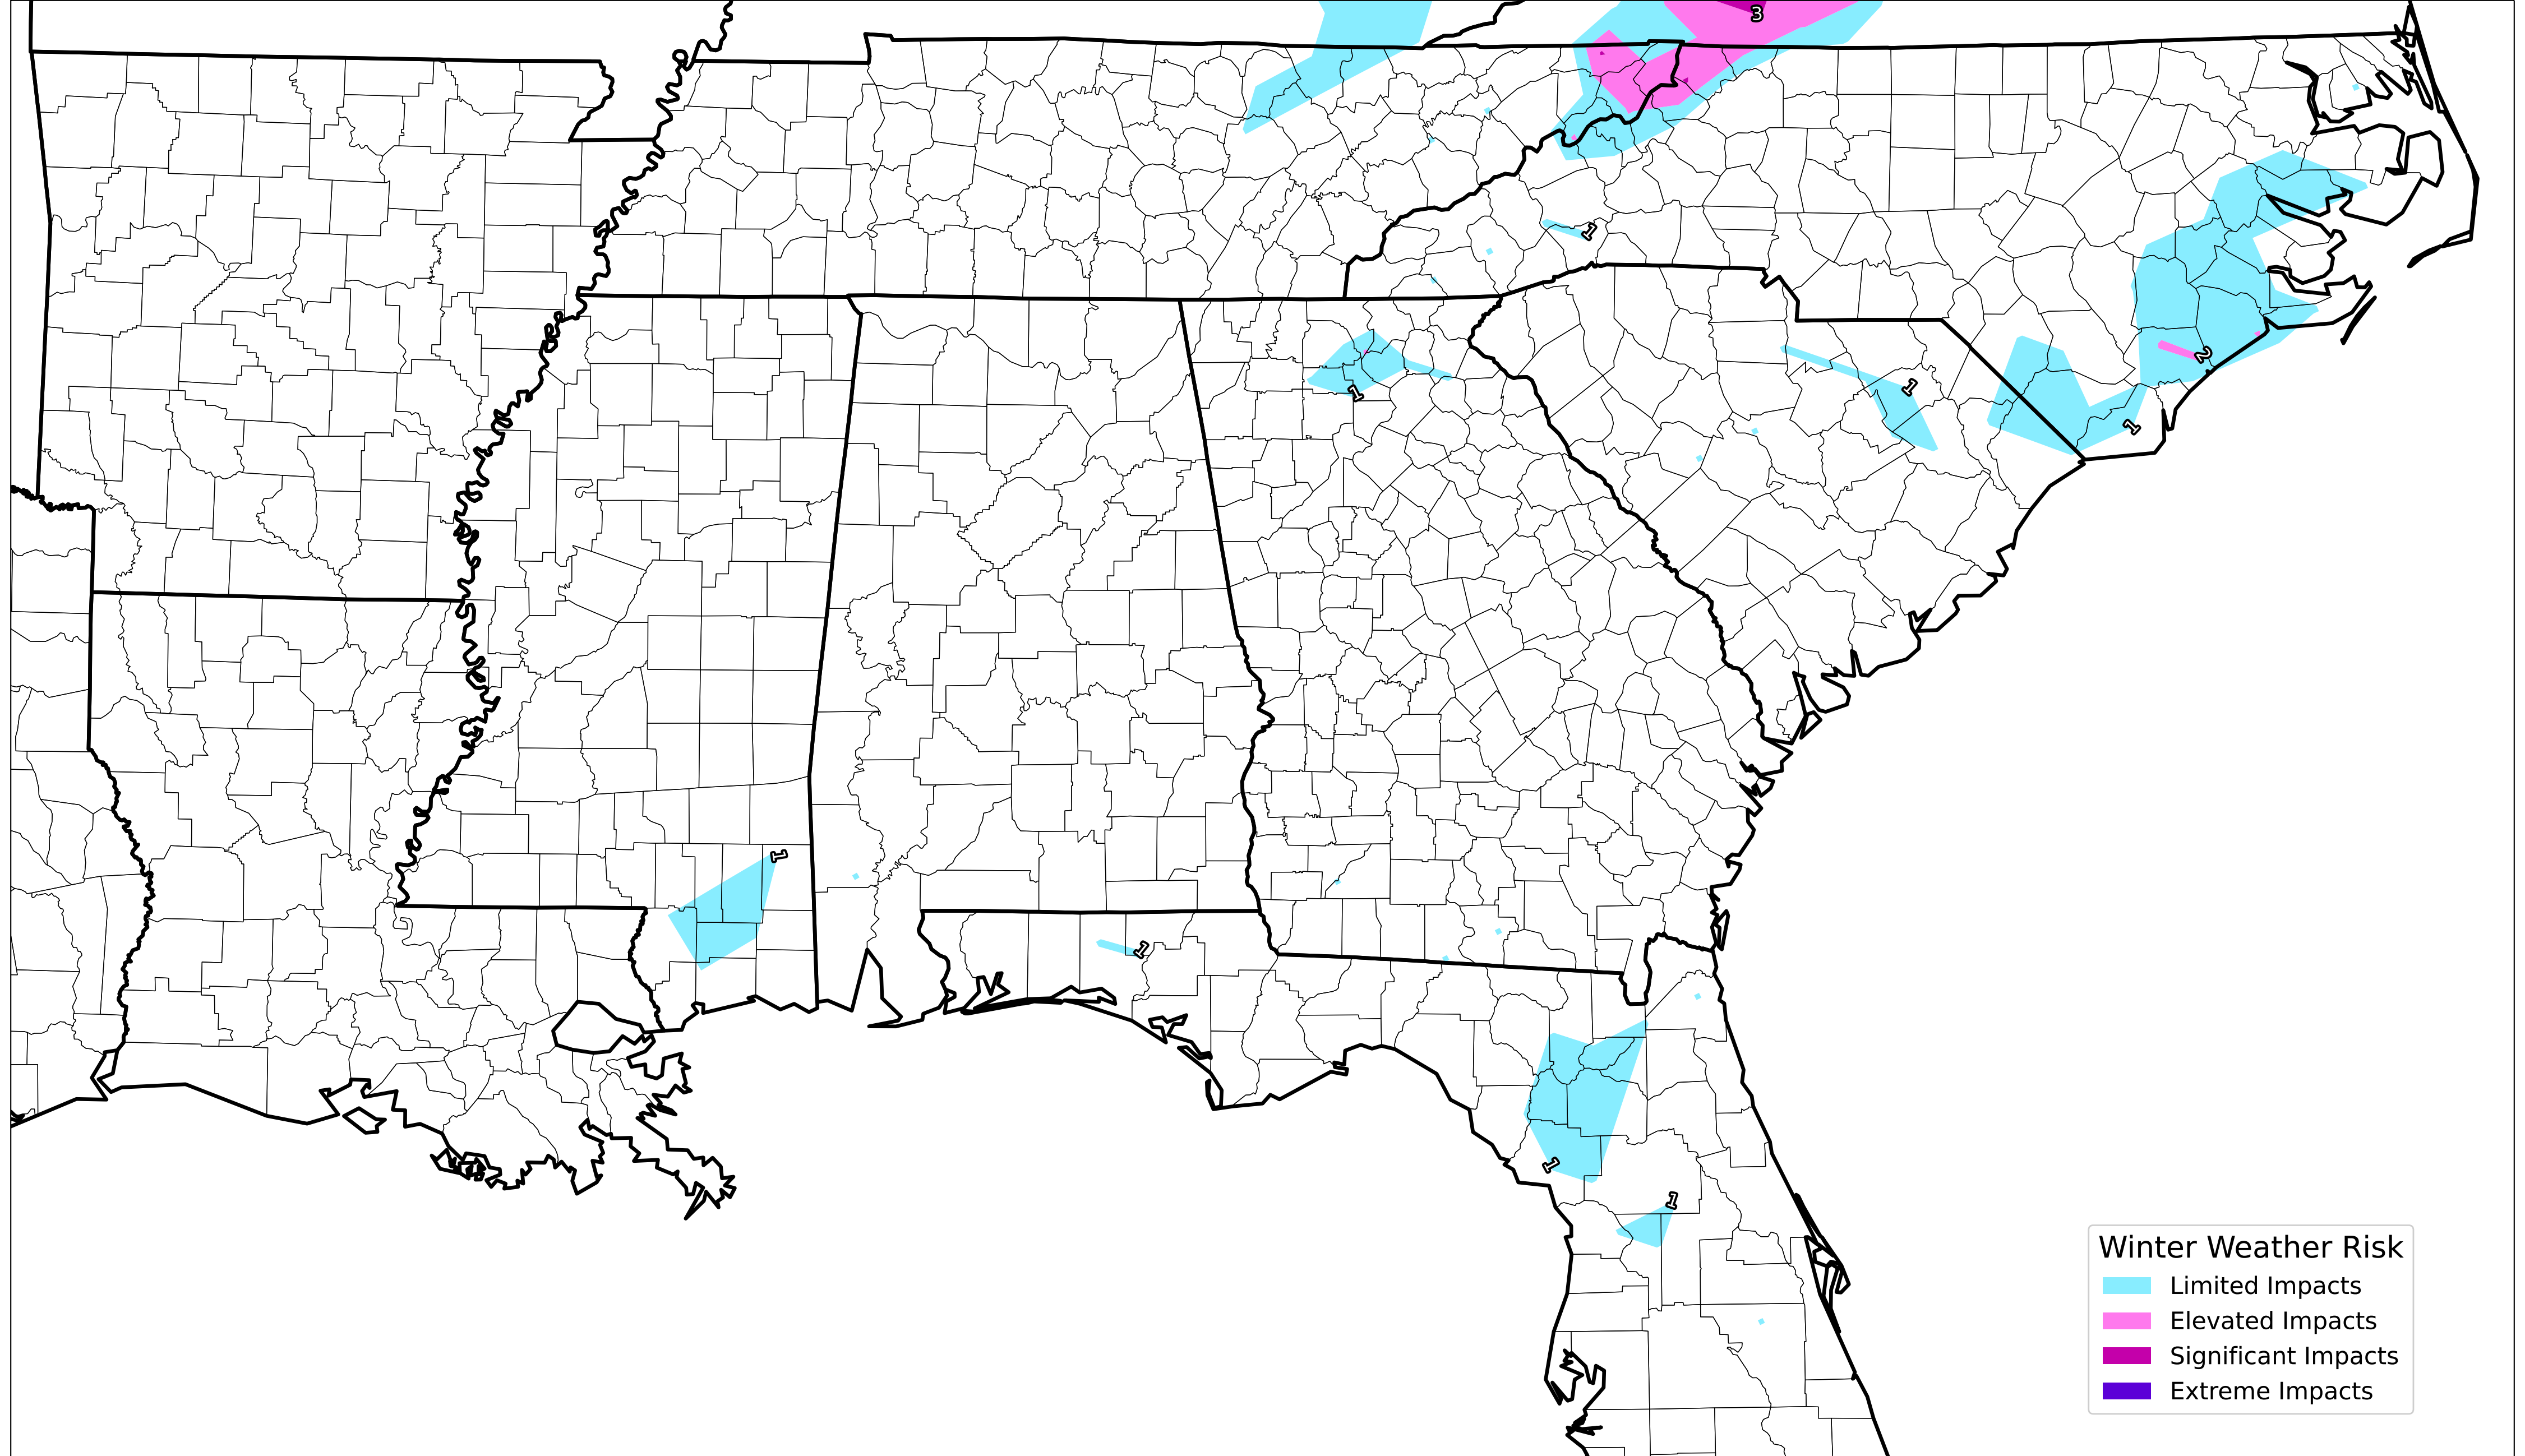 3
1
2
1
1
1
1
1
1
1
Winter Weather Risk
Limited Impacts
Elevated Impacts
Significant Impacts
Extreme Impacts